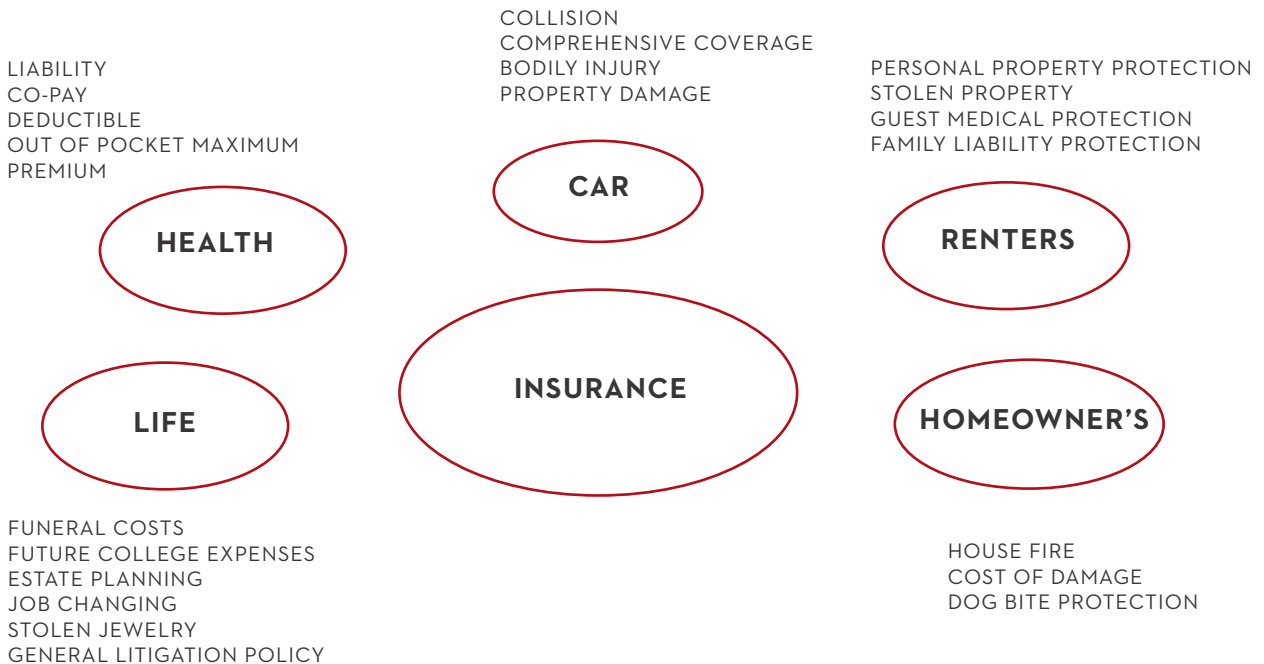 COLLISION
COMPREHENSIVE COVERAGE
BODILY INJURY
PROPERTY DAMAGE
LIABILITY
CO-PAY
DEDUCTIBLE
OUT OF POCKET MAXIMUM
PREMIUM
PERSONAL PROPERTY PROTECTION
STOLEN PROPERTY
GUEST MEDICAL PROTECTION
FAMILY LIABILITY PROTECTION
CAR
HEALTH
RENTERS
INSURANCE
LIFE
HOMEOWNER'S
FUNERAL COSTS
FUTURE COLLEGE EXPENSES
ESTATE PLANNING
JOB CHANGING
STOLEN JEWELRY
GENERAL LITIGATION POLICY
HOUSE FIRE
COST OF DAMAGE
DOG BITE PROTECTION